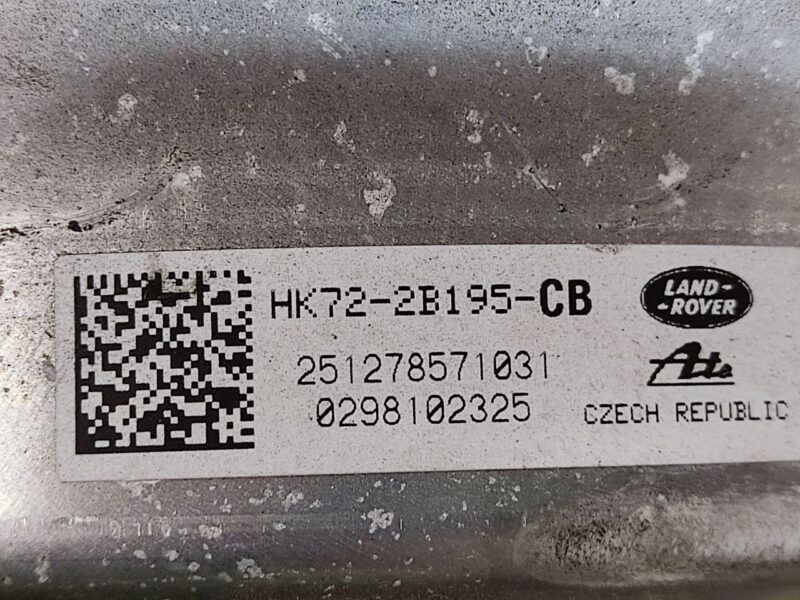 HK72-2B195-CB
LAND-
-ROVER
251278571031
Ate
0298102325
CZECH REPUBLIC